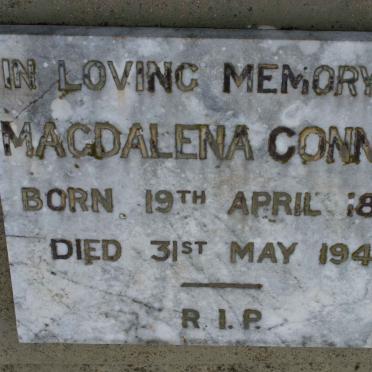 IN LOVING MEMORY
MAGDALENA CONN
BORN 19TH APRIL 18
DIED 31ST MAY 194
R.I.P.